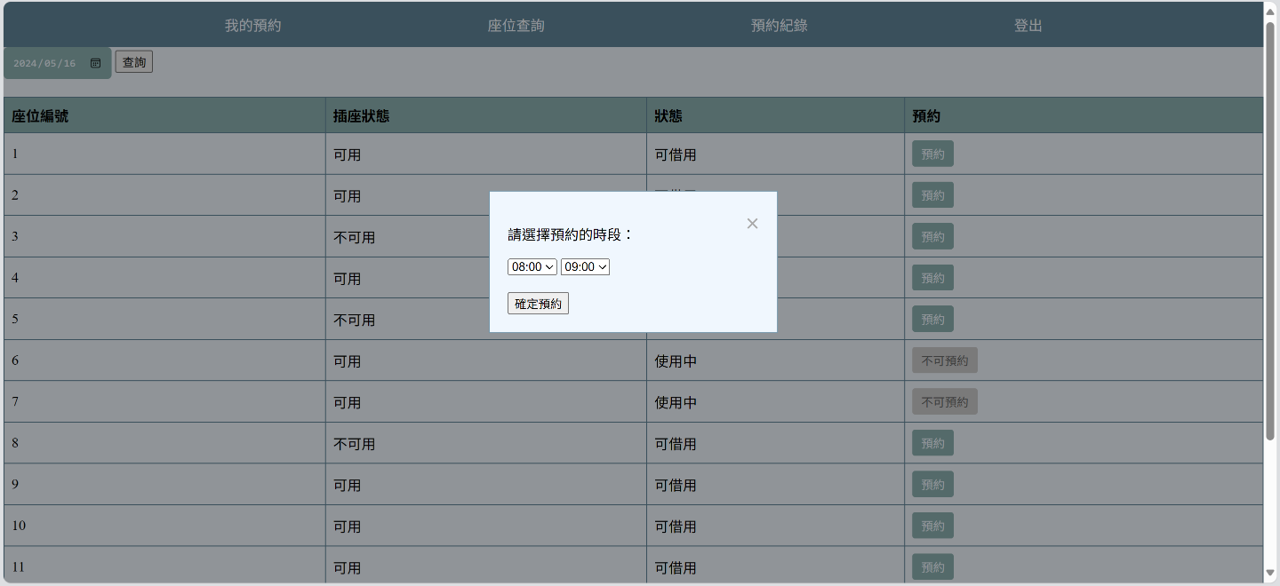 我的預約 座位查詢 預約紀錄 登出
2024/05/16 查詢
座位編號 插座狀態 狀態 預約
1 可用 可借用 預約
2 可用 預約
3 不可用 預約
4 可用 預約
5 不可用 預約
請選擇預約的時段：
×
08:00 09:00
確定預約
6 可用 使用中 不可預約
7 可用 使用中 不可預約
8 不可用 可借用 預約
9 可用 可借用 預約
10 可用 可借用 預約
11 可用 可借用 預約